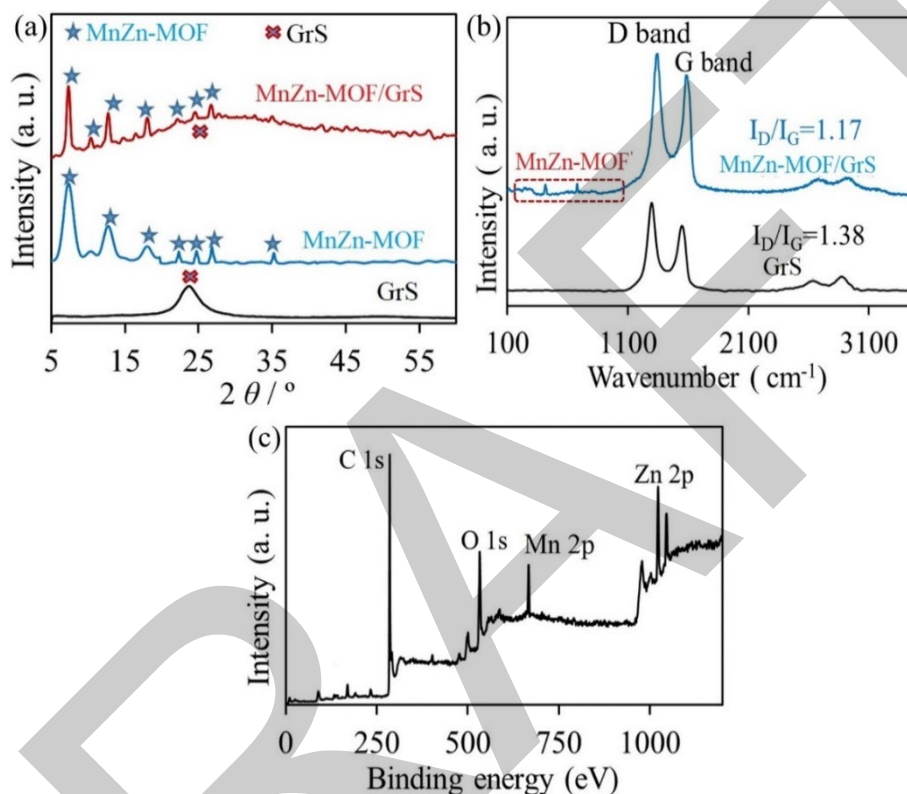 (a)
MnZn-MOF
GrS
MnZn-MOF/GrS
MnZn-MOF
GrS
Intensity (a. u.)
5 15 25 35 45 55
2 θ / °
(b)
D band
G band
I_D/I_G=1.17
MnZn-MOF'
MnZn-MOF/GrS
I_D/I_G=1.38
GrS
Intensity ( a. u.)
100 1100 2100 3100
Wavenumber ( cm⁻¹)
(c)
C 1s
Zn 2p
O 1s
Mn 2p
Intensity (a. u.)
0 250 500 750 1000
Binding energy (eV)